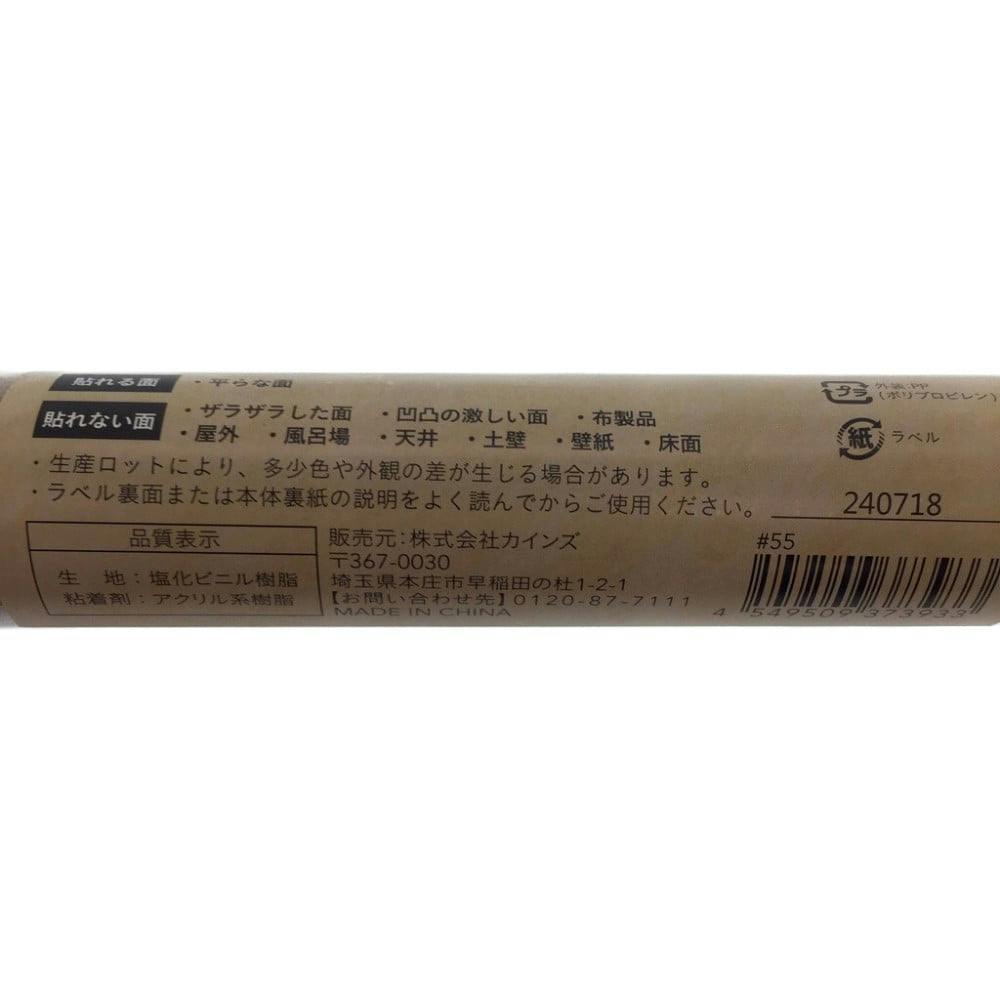 貼れる面 ・平らな面
貼れない面 ・ザラザラした面 ・凹凸の激しい面 ・布製品
・屋外 ・風呂場 ・天井 ・土壁 ・壁紙 ・床面
・生産ロットにより、多少色や外観の差が生じる場合があります。
・ラベル裏面または本体裏紙の説明をよく読んでからご使用ください。
プラ 外装:PP
(ポリプロピレン)
紙 ラベル
240718
品質表示
生 地:塩化ビニル樹脂
粘着剤:アクリル系樹脂
販売元:株式会社カインズ
〒367-0030
埼玉県本庄市早稲田の杜1-2-1
【お問い合わせ先】0120-87-7111
MADE IN CHINA
#55
4 549509 373933